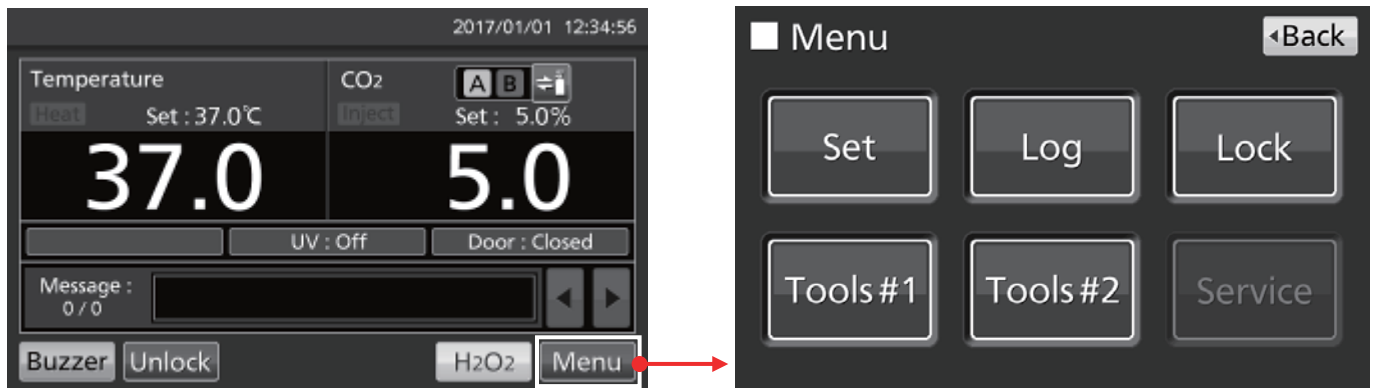 2017/01/01 12:34:56
Temperature
Heat Set : 37.0℃
37.0
CO2 A B
Inject Set : 5.0%
5.0
UV : Off Door : Closed
Message :
0 / 0
Buzzer Unlock H2O2 Menu
Menu Back
Set Log Lock
Tools #1 Tools #2 Service